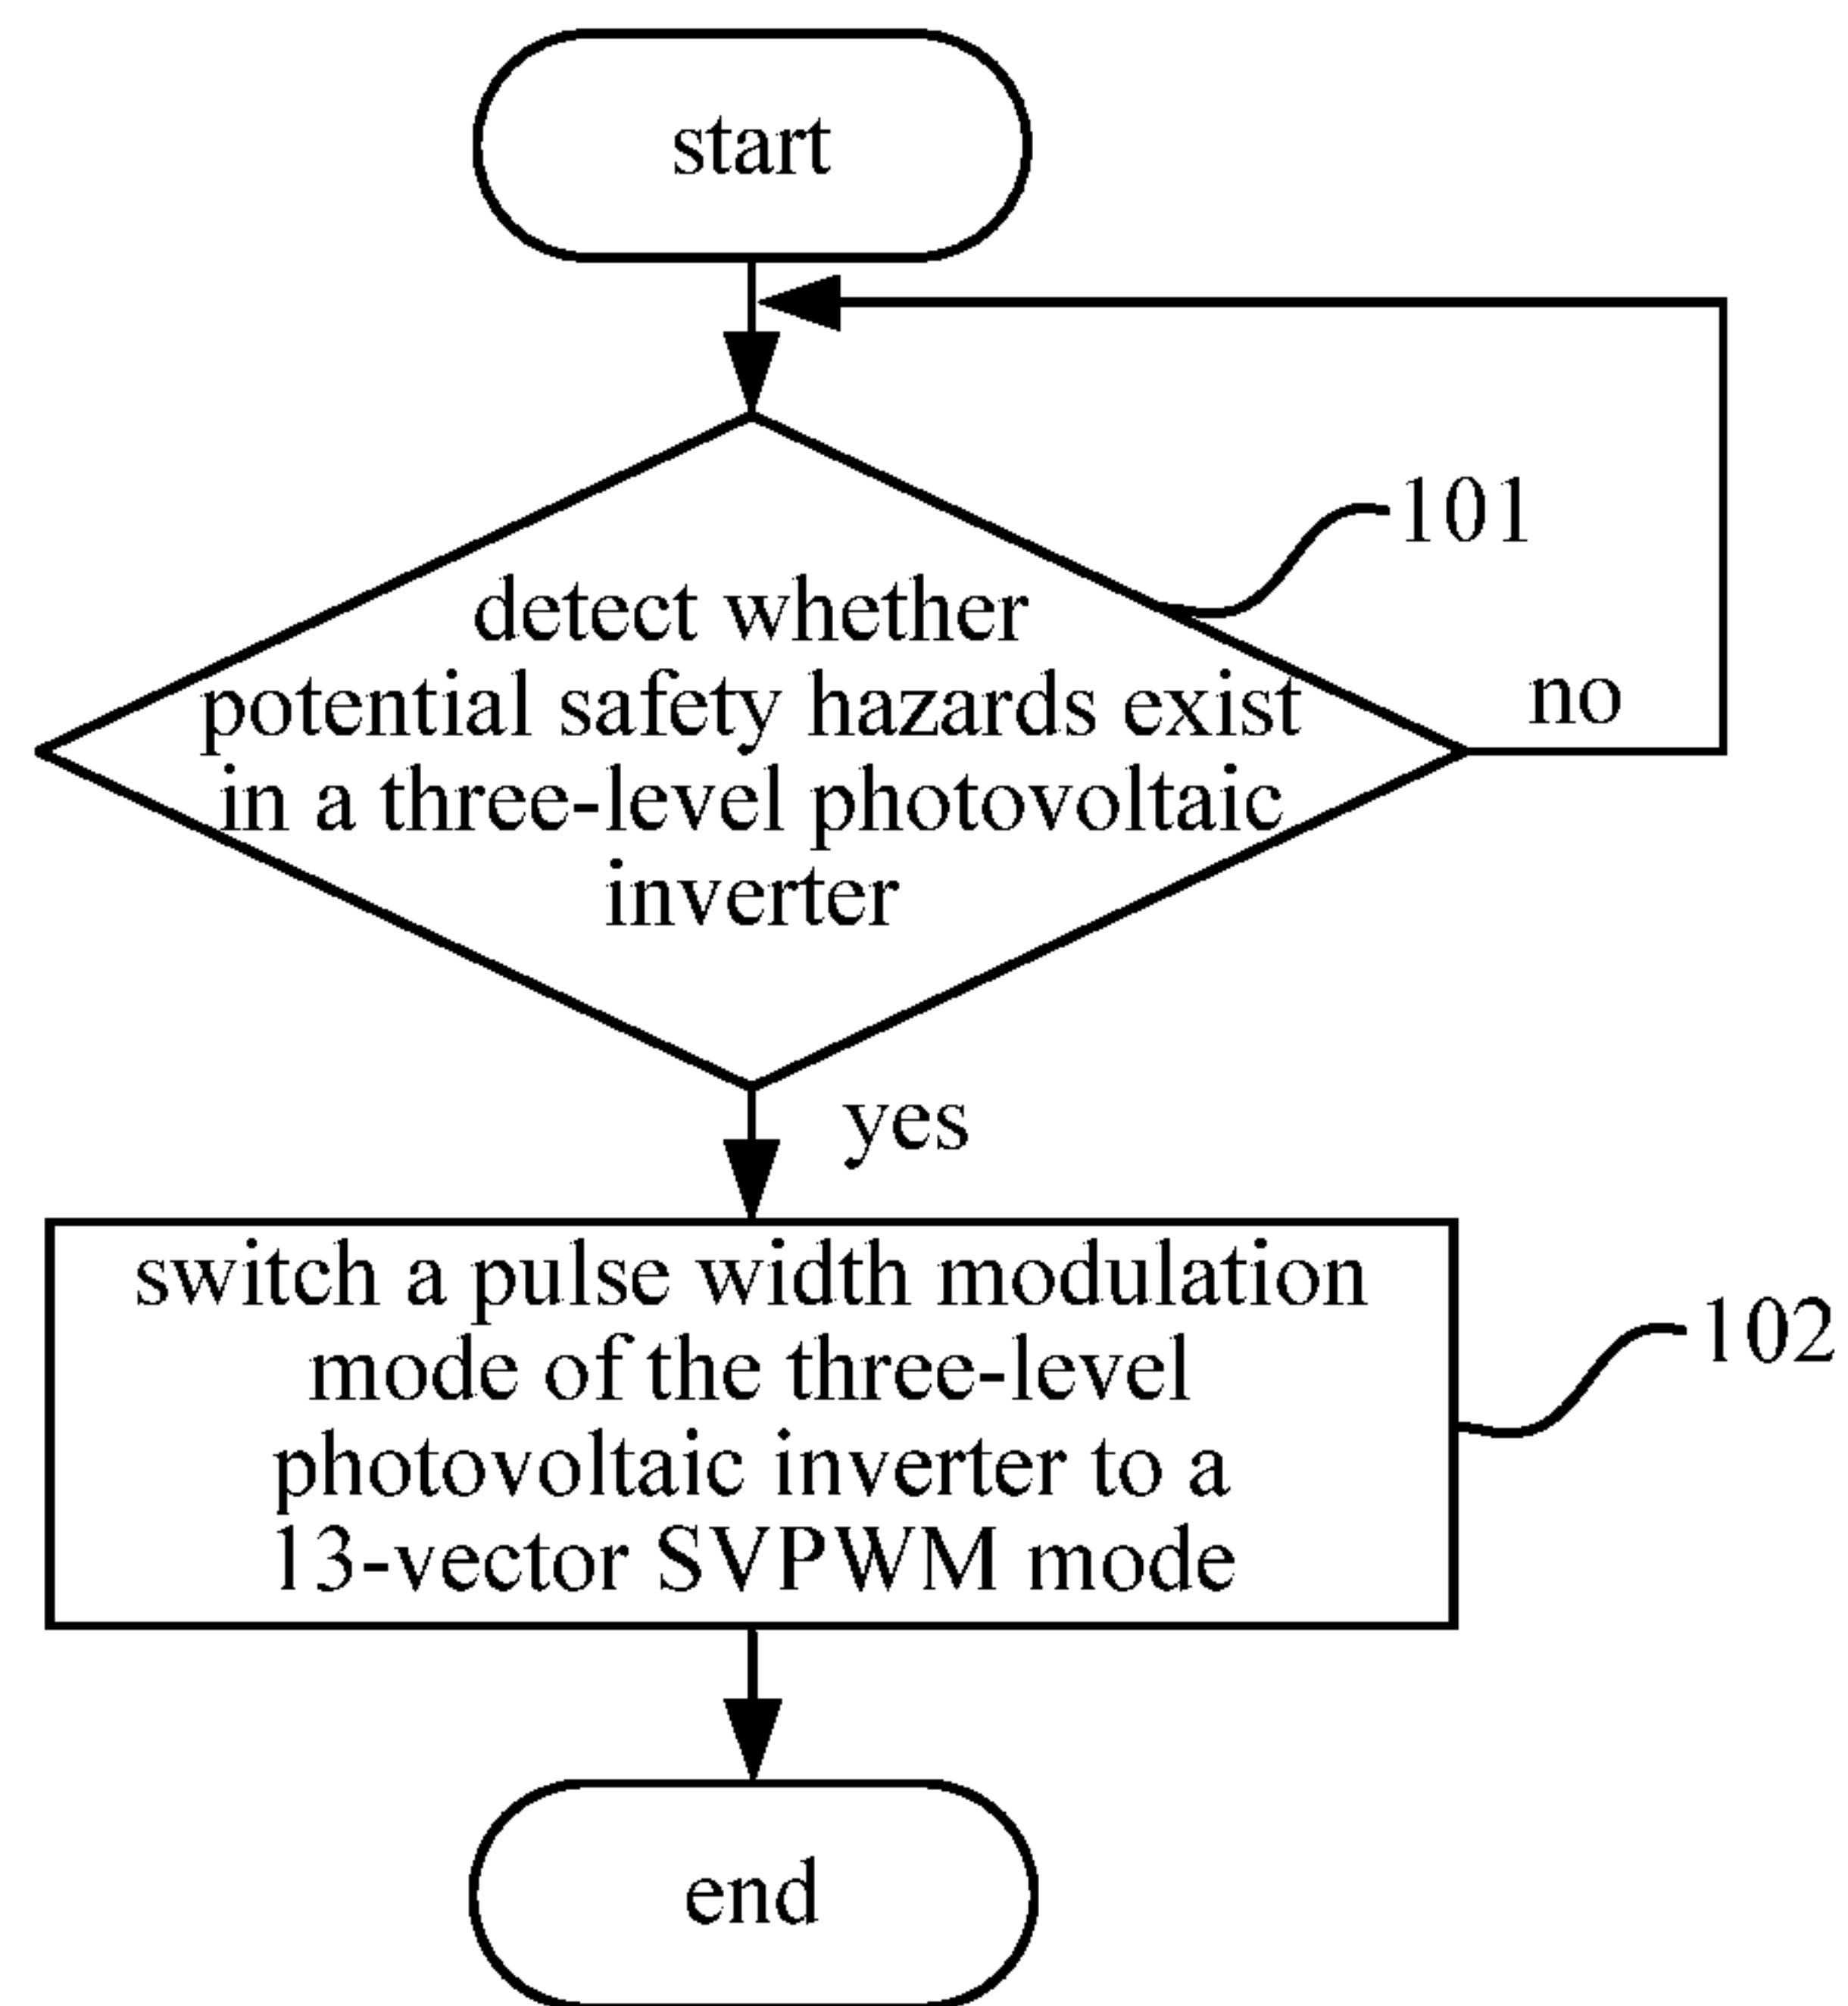 start
101
detect whether
potential safety hazards exist
no
in a three-level photovoltaic
inverter
yes
switch a pulse width modulation
mode of the three-level
102
photovoltaic inverter to a
13-vector SVPWM mode
end